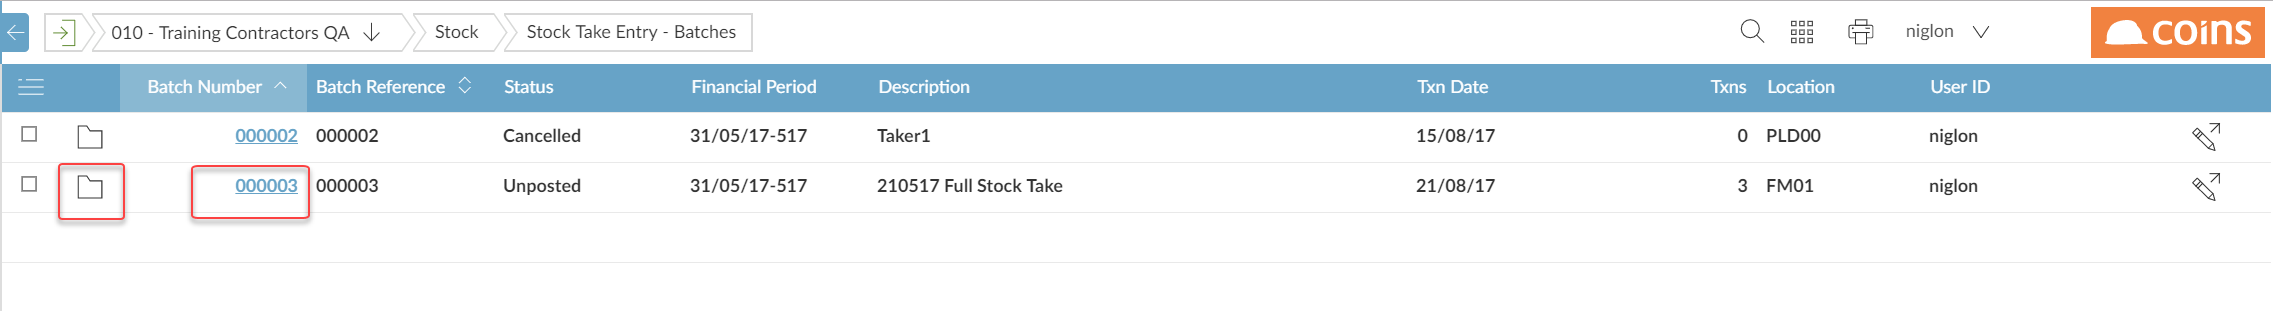 010 - Training Contractors QA Stock Stock Take Entry - Batches niglon coins
Batch Number Batch Reference Status Financial Period Description Txn Date Txns Location User ID
000002 000002 Cancelled 31/05/17-517 Taker1 15/08/17 0 PLD00 niglon
000003 000003 Unposted 31/05/17-517 210517 Full Stock Take 21/08/17 3 FM01 niglon